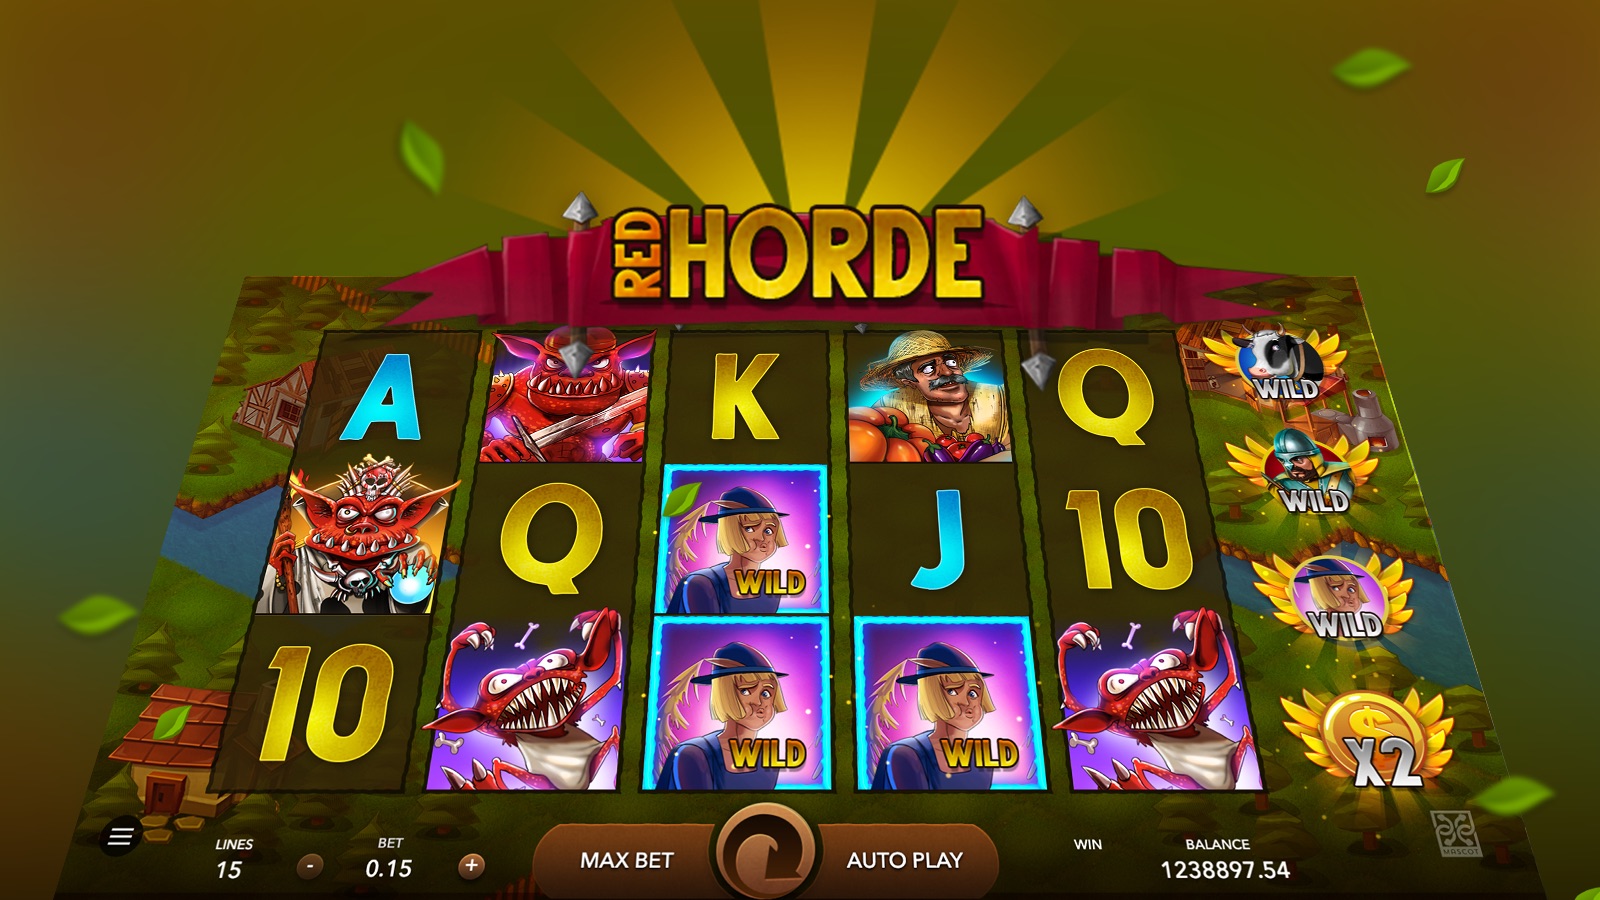 RED
HORDE
A
K
Q
WILD
Q
WILD
J
10
WILD
WILD
10
WILD
WILD
X2
LINES
15
-
BET
0.15
+
MAX BET
AUTO PLAY
WIN
BALANCE
1238897.54
MASCOT